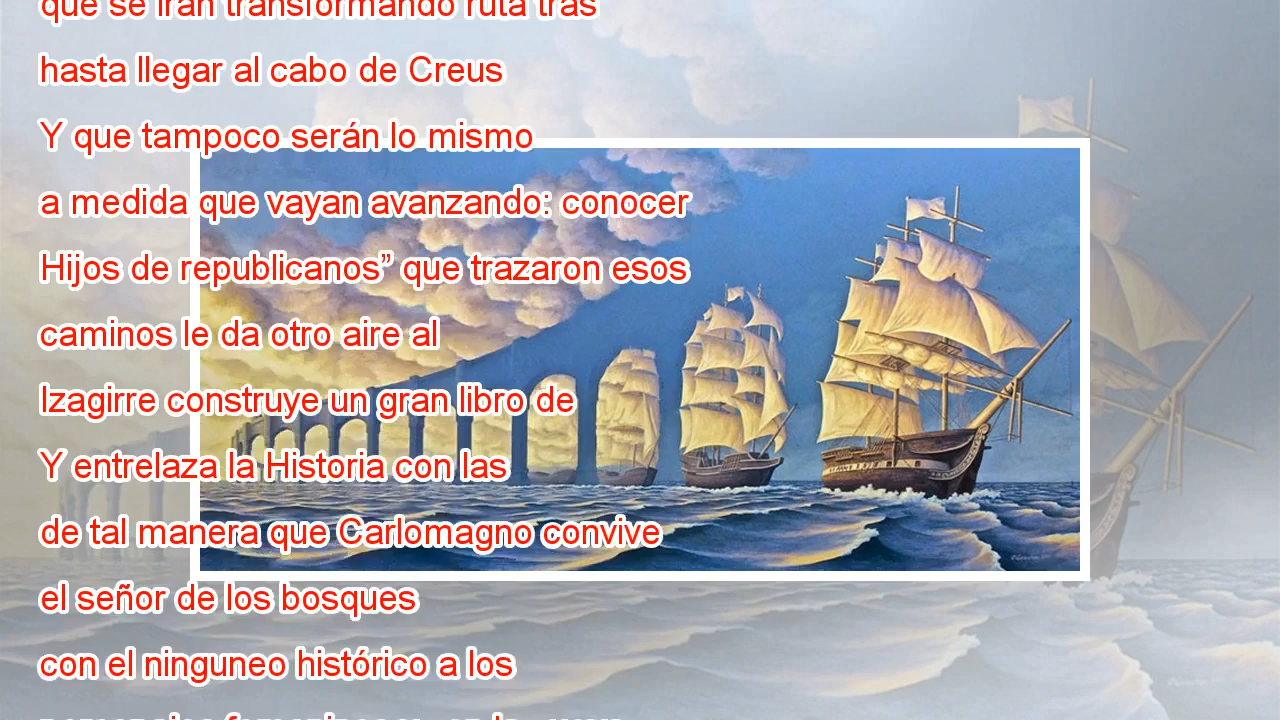 que se irán transformando ruta tras
hasta llegar al cabo de Creus
Y que tampoco serán lo mismo
a medida que vayan avanzando: conocer
Hijos de republicanos” que trazaron esos
caminos le da otro aire al
Izagirre construye un gran libro de
Y entrelaza la Historia con las
de tal manera que Carlomagno convive
el señor de los bosques
con el ninguneo histórico a los